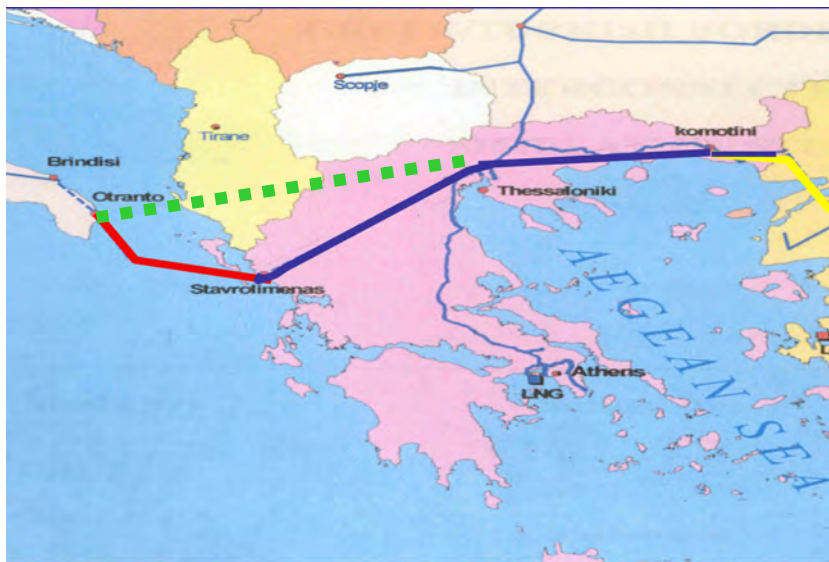 Scopje
Tirane
komotini
Brindisi
Otranto
Thessaloniki
Stavrolimenas
AEGEAN SEA
Athens
LNG